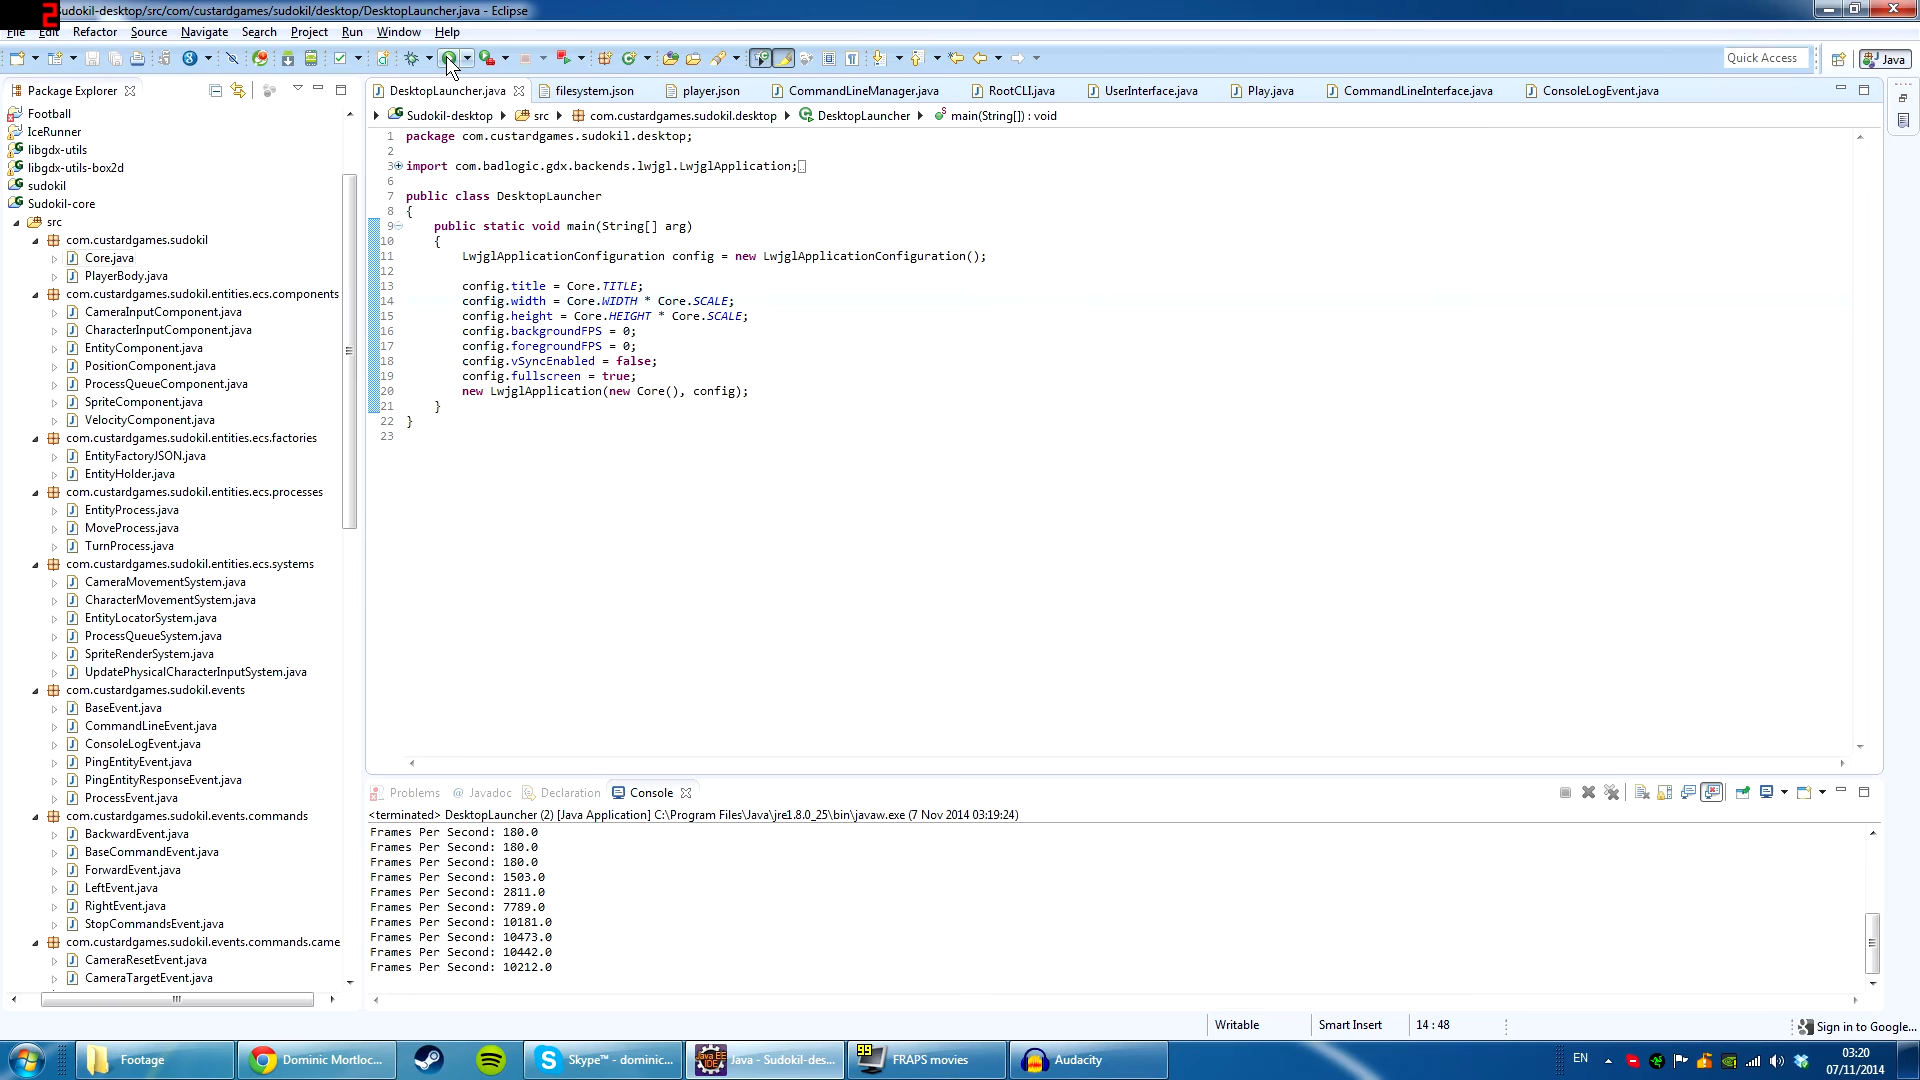 2
sudokil-desktop/src/com/custardgames/sudokil/desktop/DesktopLauncher.java - Eclipse
File Edit Refactor Source Navigate Search Project Run Window Help
Quick Access
Java
Package Explorer
DesktopLauncher.java filesystem.json player.json CommandLineManager.java RootCLI.java UserInterface.java Play.java CommandLineInterface.java ConsoleLogEvent.java
Sudokil-desktop src com.custardgames.sudokil.desktop DesktopLauncher main(String[]) : void
Football
IceRunner
libgdx-utils
libgdx-utils-box2d
sudokil
Sudokil-core
src
com.custardgames.sudokil
Core.java
PlayerBody.java
com.custardgames.sudokil.entities.ecs.components
CameraInputComponent.java
CharacterInputComponent.java
EntityComponent.java
PositionComponent.java
ProcessQueueComponent.java
SpriteComponent.java
VelocityComponent.java
com.custardgames.sudokil.entities.ecs.factories
EntityFactoryJSON.java
EntityHolder.java
com.custardgames.sudokil.entities.ecs.processes
EntityProcess.java
MoveProcess.java
TurnProcess.java
com.custardgames.sudokil.entities.ecs.systems
CameraMovementSystem.java
CharacterMovementSystem.java
EntityLocatorSystem.java
ProcessQueueSystem.java
SpriteRenderSystem.java
UpdatePhysicalCharacterInputSystem.java
com.custardgames.sudokil.events
BaseEvent.java
CommandLineEvent.java
ConsoleLogEvent.java
PingEntityEvent.java
PingEntityResponseEvent.java
ProcessEvent.java
com.custardgames.sudokil.events.commands
BackwardEvent.java
BaseCommandEvent.java
ForwardEvent.java
LeftEvent.java
RightEvent.java
StopCommandsEvent.java
com.custardgames.sudokil.events.commands.came
CameraResetEvent.java
CameraTargetEvent.java
1 package com.custardgames.sudokil.desktop;
2
3 import com.badlogic.gdx.backends.lwjgl.LwjglApplication;
6
7 public class DesktopLauncher
8 {
9 public static void main(String[] arg)
10 {
11 LwjglApplicationConfiguration config = new LwjglApplicationConfiguration();
12
13 config.title = Core.TITLE;
14 config.width = Core.WIDTH * Core.SCALE;
15 config.height = Core.HEIGHT * Core.SCALE;
16 config.backgroundFPS = 0;
17 config.foregroundFPS = 0;
18 config.vSyncEnabled = false;
19 config.fullscreen = true;
20 new LwjglApplication(new Core(), config);
21 }
22 }
23
Problems Javadoc Declaration Console
<terminated> DesktopLauncher (2) [Java Application] C:\Program Files\Java\jre1.8.0_25\bin\javaw.exe (7 Nov 2014 03:19:24)
Frames Per Second: 180.0
Frames Per Second: 180.0
Frames Per Second: 180.0
Frames Per Second: 1503.0
Frames Per Second: 2811.0
Frames Per Second: 7789.0
Frames Per Second: 10181.0
Frames Per Second: 10473.0
Frames Per Second: 10442.0
Frames Per Second: 10212.0
Writable Smart Insert 14 : 48
Sign in to Google...
Footage Dominic Mortloc... Skype™ - dominic... Java - Sudokil-des... 99 FRAPS movies Audacity
EN
03:20
07/11/2014